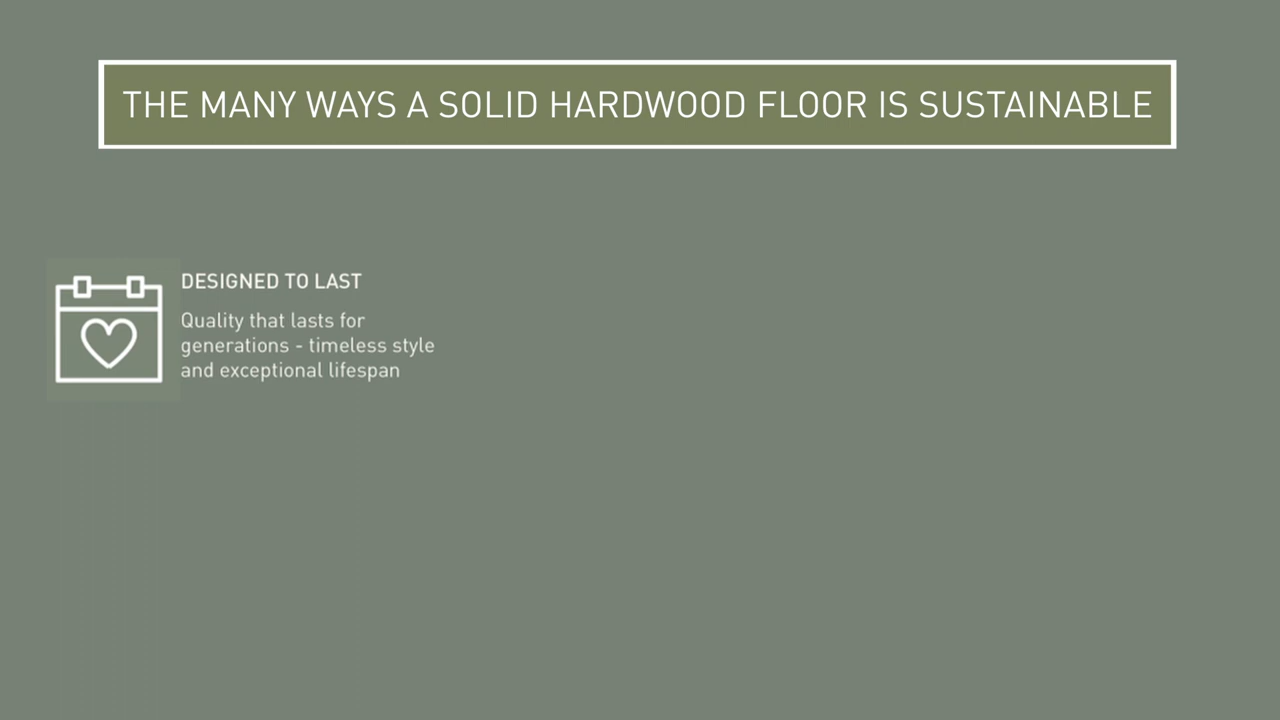 THE MANY WAYS A SOLID HARDWOOD FLOOR IS SUSTAINABLE
DESIGNED TO LAST
Quality that lasts for
generations - timeless style
and exceptional lifespan